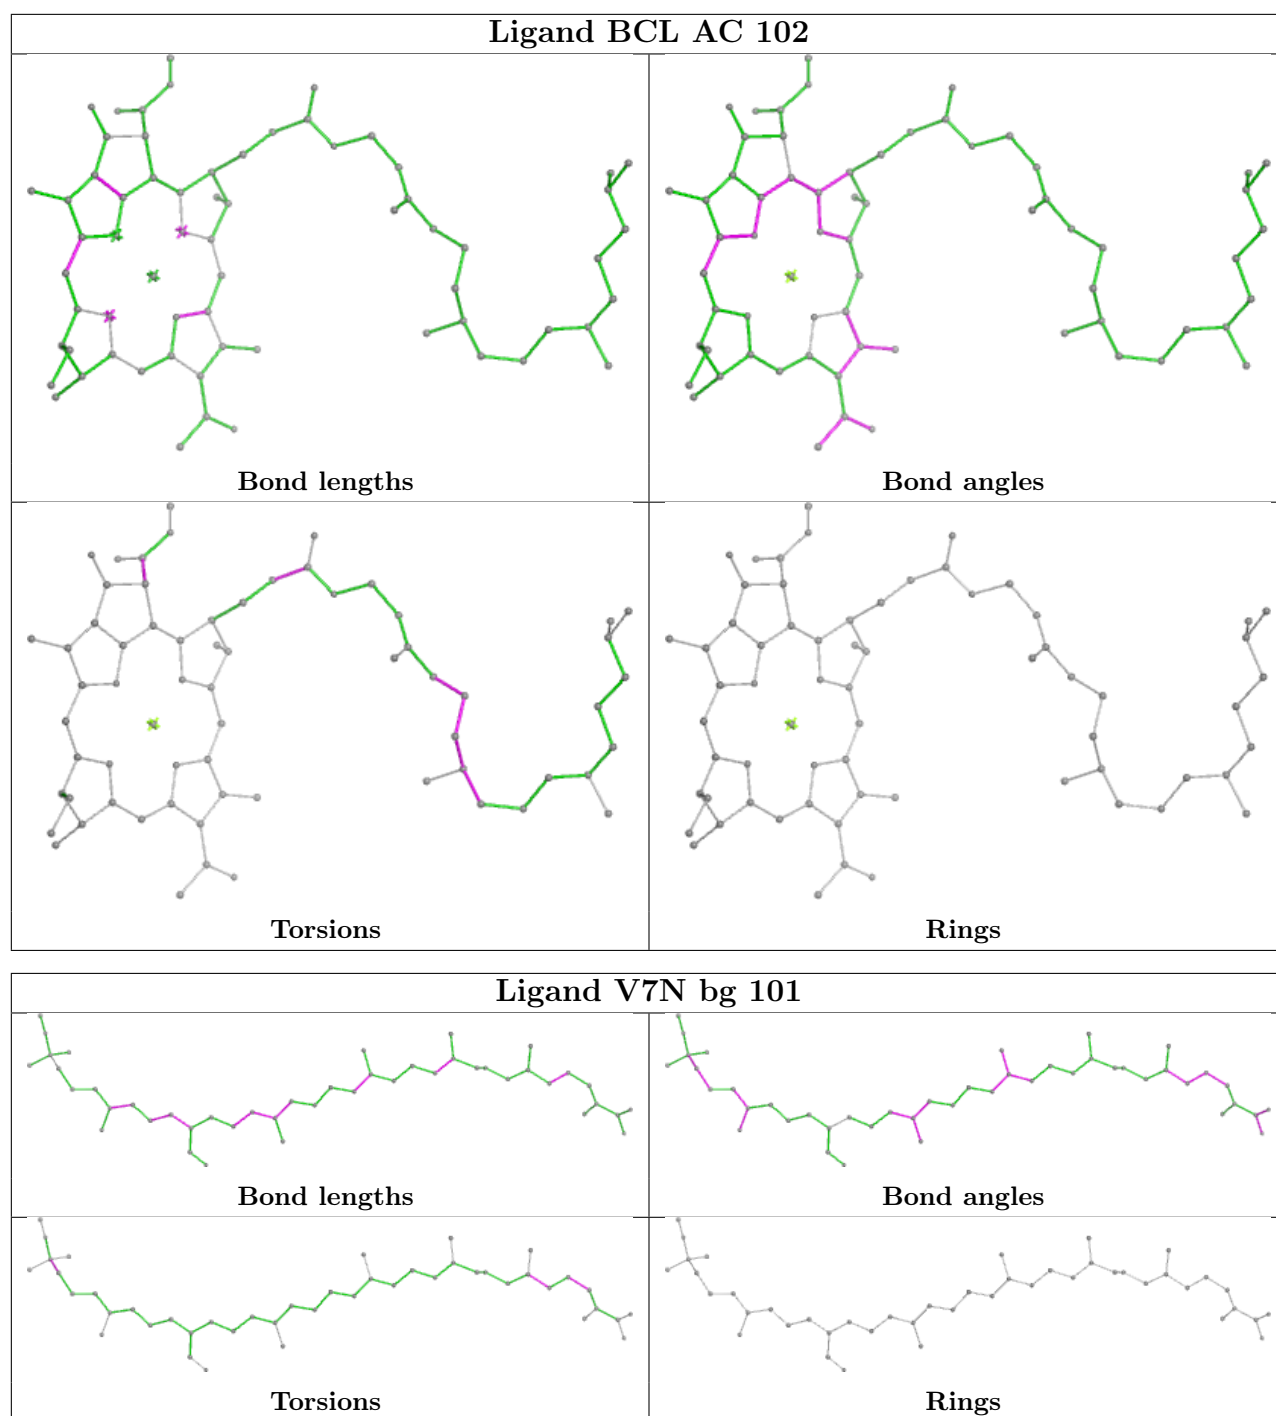 Ligand BCL AC 102
Bond lengths
Bond angles
Torsions
Rings
Ligand V7N bg 101
Bond lengths
Bond angles
Torsions
Rings